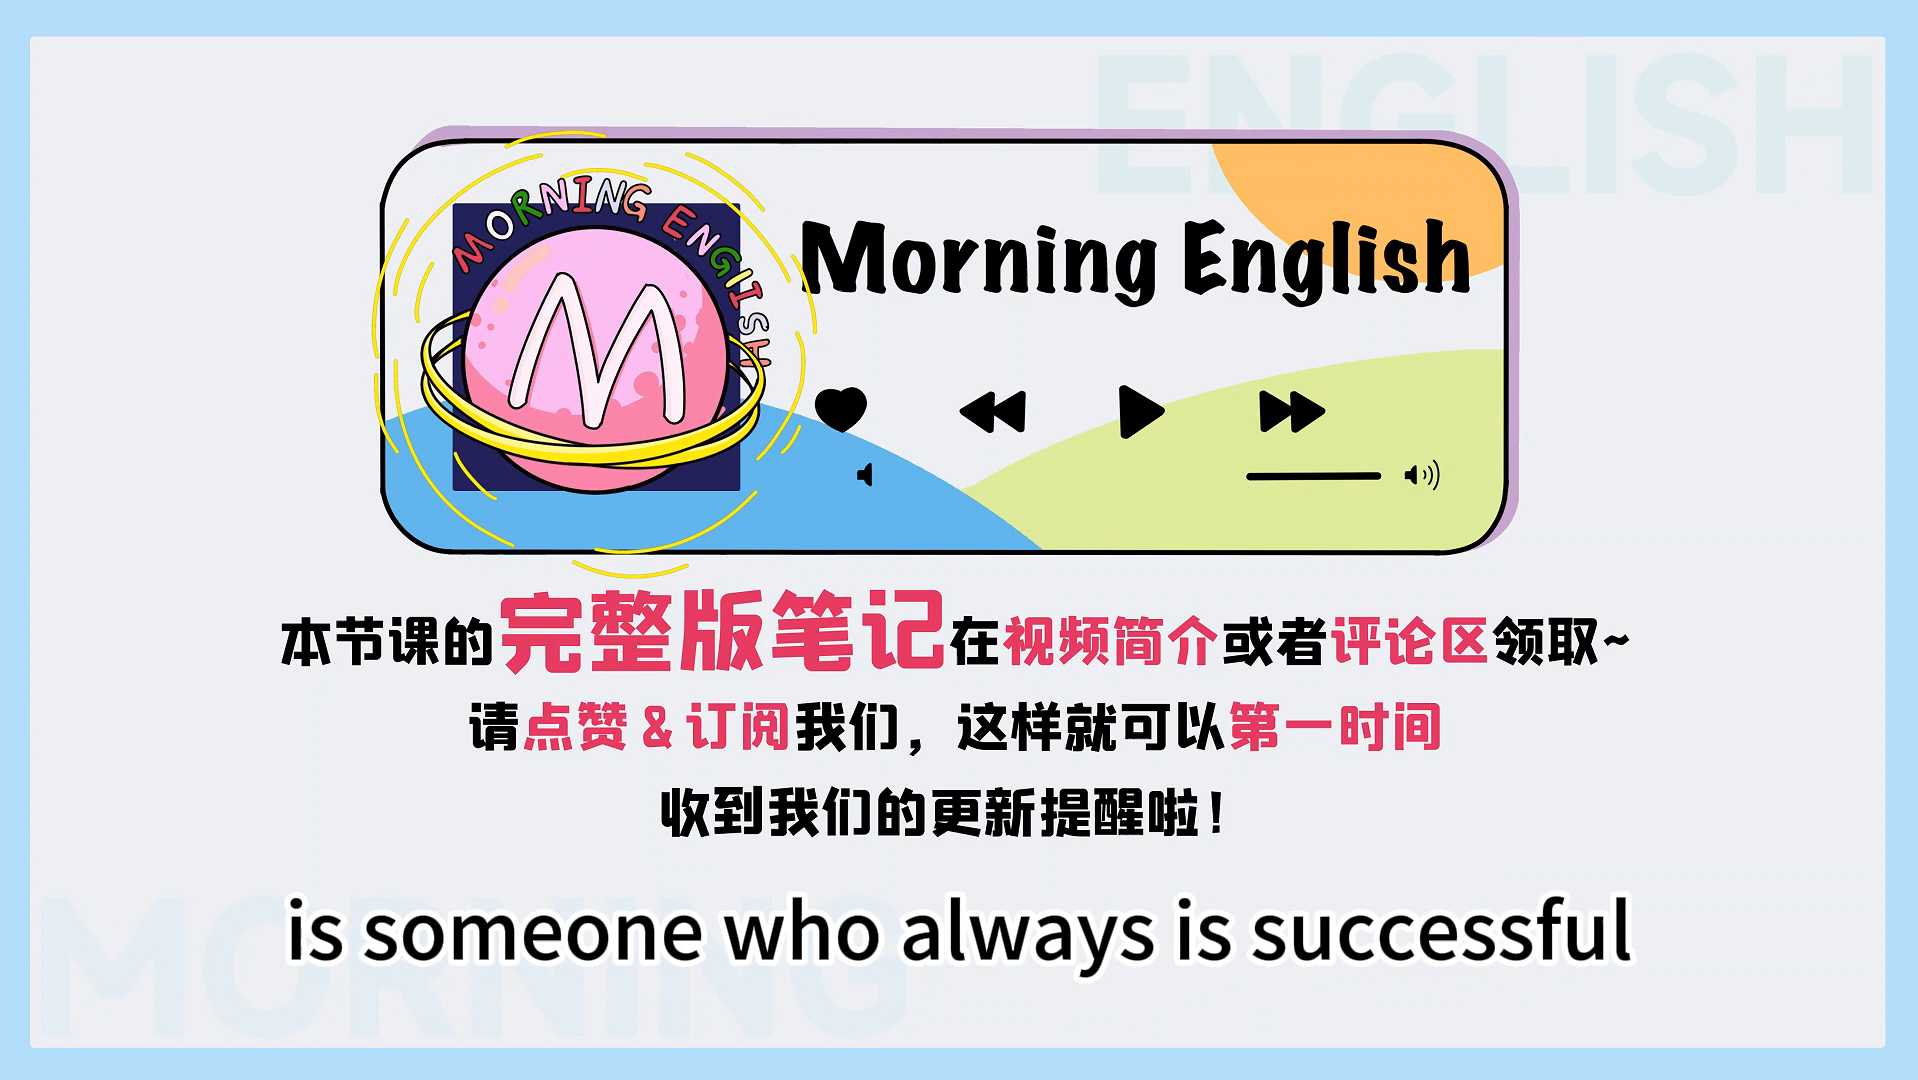 ENGLISH
MORNING ENGLISH
M
Morning English
本节课的完整版笔记在视频简介或者评论区领取~
请点赞&订阅我们，这样就可以第一时间
收到我们的更新提醒啦！
is someone who always is successful
MORNING